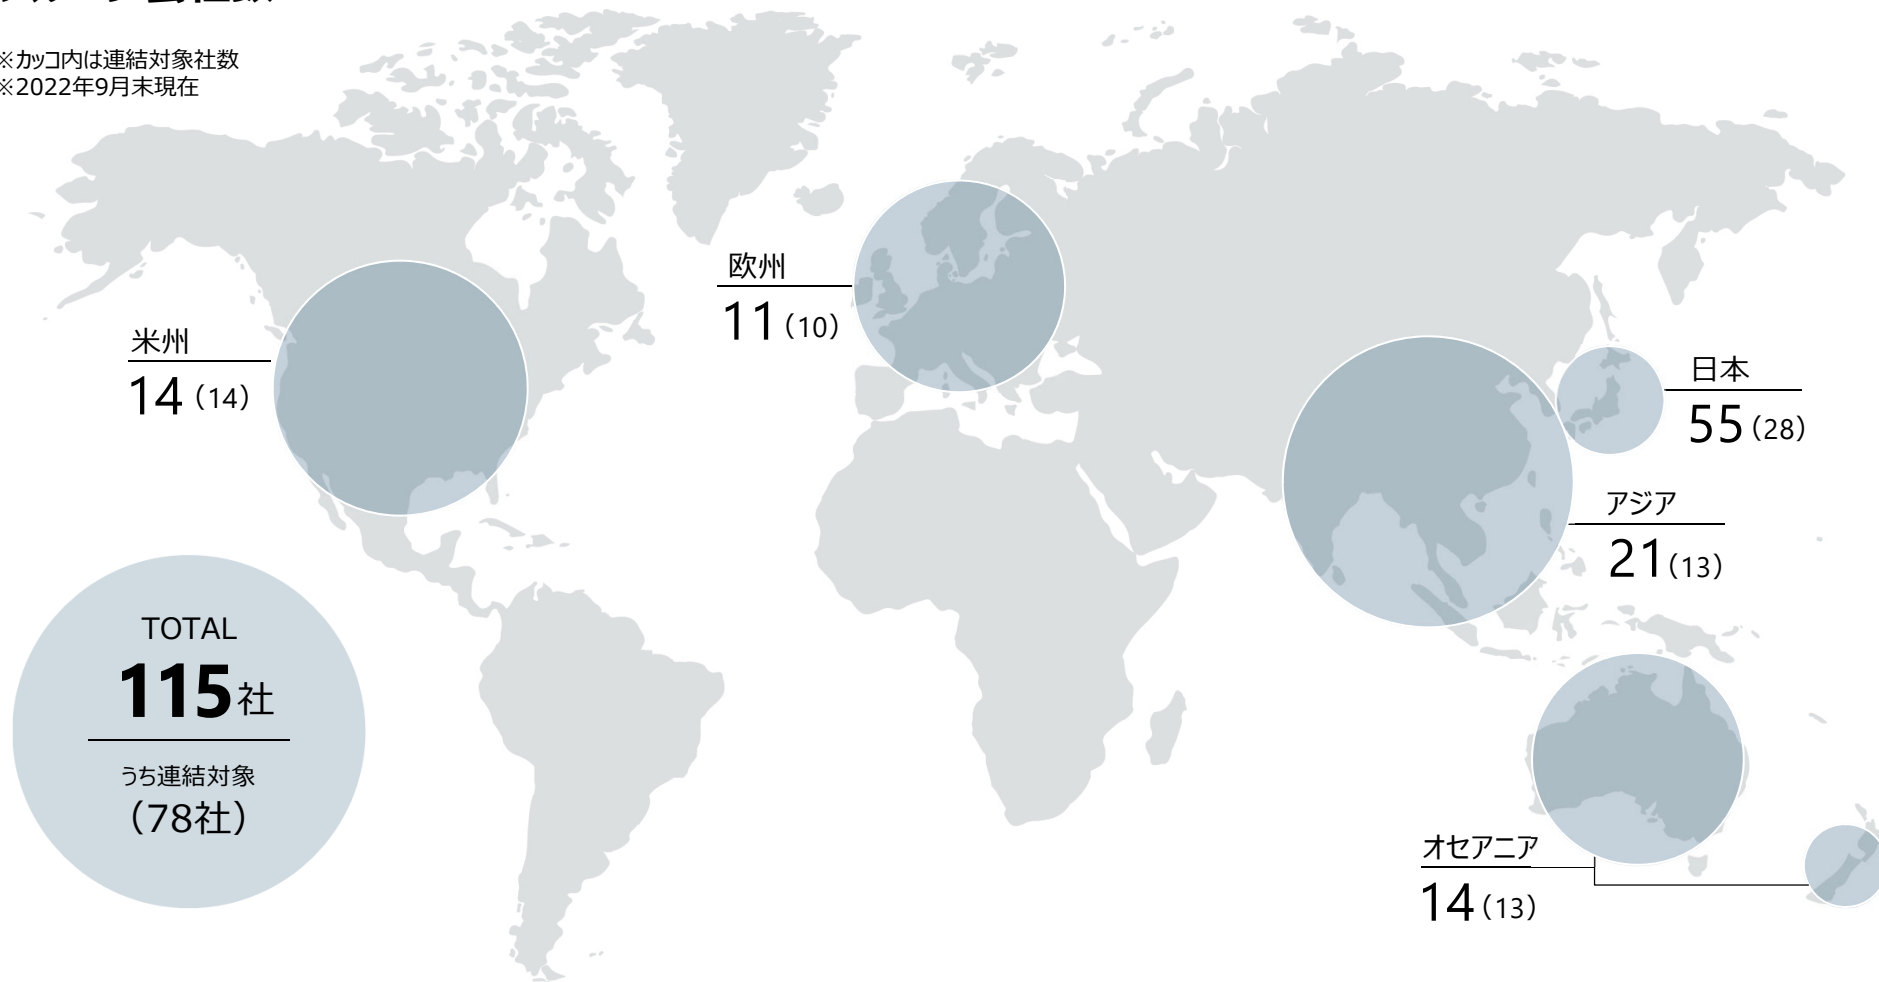 ※カッコ内は連結対象社数
※2022年9月末現在
欧州
11（10）
米州
14（14）
日本
55（28）
アジア
21（13）
TOTAL
115社
うち連結対象
（78社）
オセアニア
14（13）